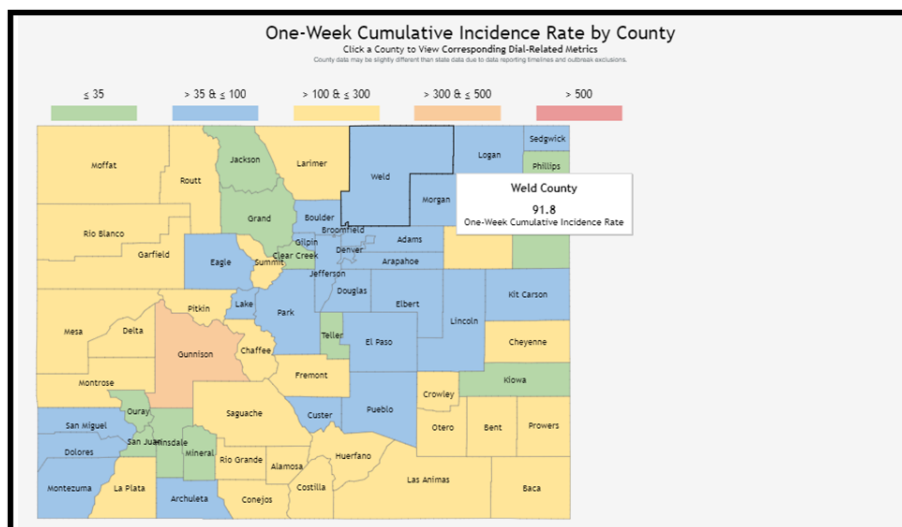 One-Week Cumulative Incidence Rate by County
Click a County to View Corresponding Dial-Related Metrics
County data may be slightly different than state data due to data reporting timelines and outbreak exclusions.
≤ 35
> 35 & ≤ 100
> 100 & ≤ 300
> 300 & ≤ 500
> 500
Moffat
Routt
Jackson
Larimer
Weld
Logan
Sedgwick
Phillips
Weld County
91.8
One-Week Cumulative Incidence Rate
Morgan
Rio Blanco
Grand
Boulder
Broomfield
Garfield
Eagle
Summit
Gilpin
Clear Creek
Denver
Adams
Arapahoe
Jefferson
Mesa
Delta
Pitkin
Lake
Park
Douglas
Elbert
Lincoln
Kit Carson
Gunnison
Chaffee
Teller
El Paso
Cheyenne
Montrose
Fremont
Kiowa
Ouray
Saguache
Custer
Pueblo
Crowley
Otero
Bent
Prowers
San Miguel
San Juan
Hinsdale
Mineral
Rio Grande
Alamosa
Huerfano
Dolores
Montezuma
La Plata
Archuleta
Conejos
Costilla
Las Animas
Baca